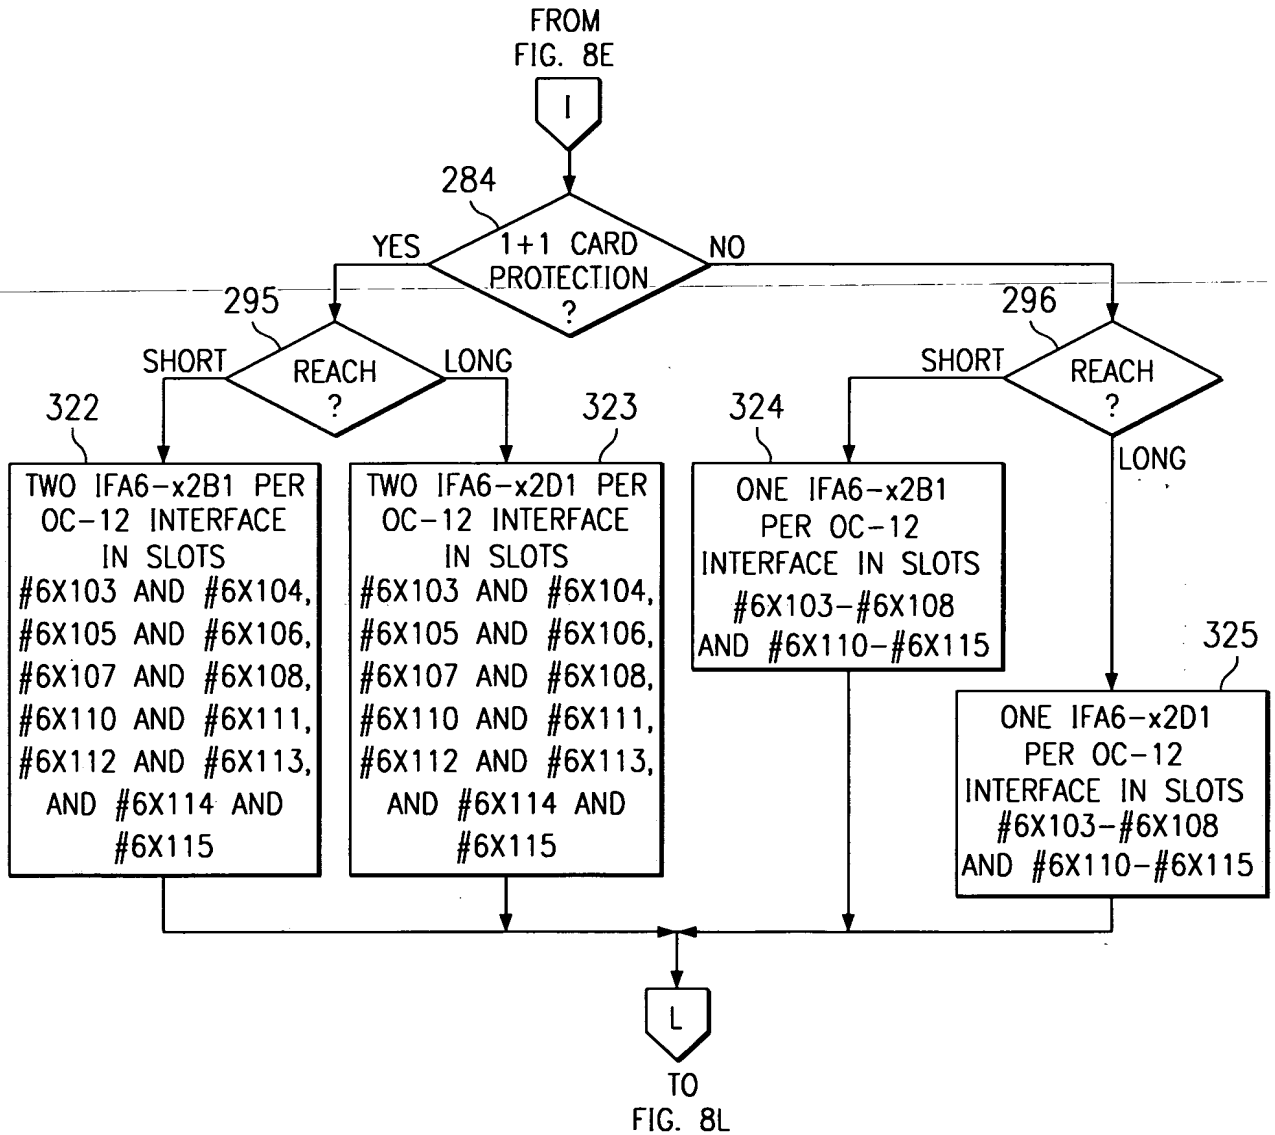 FROM
FIG. 8E
I
284
1+1 CARD
PROTECTION
?
YES
NO
295
REACH
?
SHORT
LONG
296
REACH
?
SHORT
LONG
322
TWO IFA6-x2B1 PER
OC-12 INTERFACE
IN SLOTS
#6X103 AND #6X104,
#6X105 AND #6X106,
#6X107 AND #6X108,
#6X110 AND #6X111,
#6X112 AND #6X113,
AND #6X114 AND
#6X115
323
TWO IFA6-x2D1 PER
OC-12 INTERFACE
IN SLOTS
#6X103 AND #6X104,
#6X105 AND #6X106,
#6X107 AND #6X108,
#6X110 AND #6X111,
#6X112 AND #6X113,
AND #6X114 AND
#6X115
324
ONE IFA6-x2B1
PER OC-12
INTERFACE IN SLOTS
#6X103-#6X108
AND #6X110-#6X115
325
ONE IFA6-x2D1
PER OC-12
INTERFACE IN SLOTS
#6X103-#6X108
AND #6X110-#6X115
L
TO
FIG. 8L